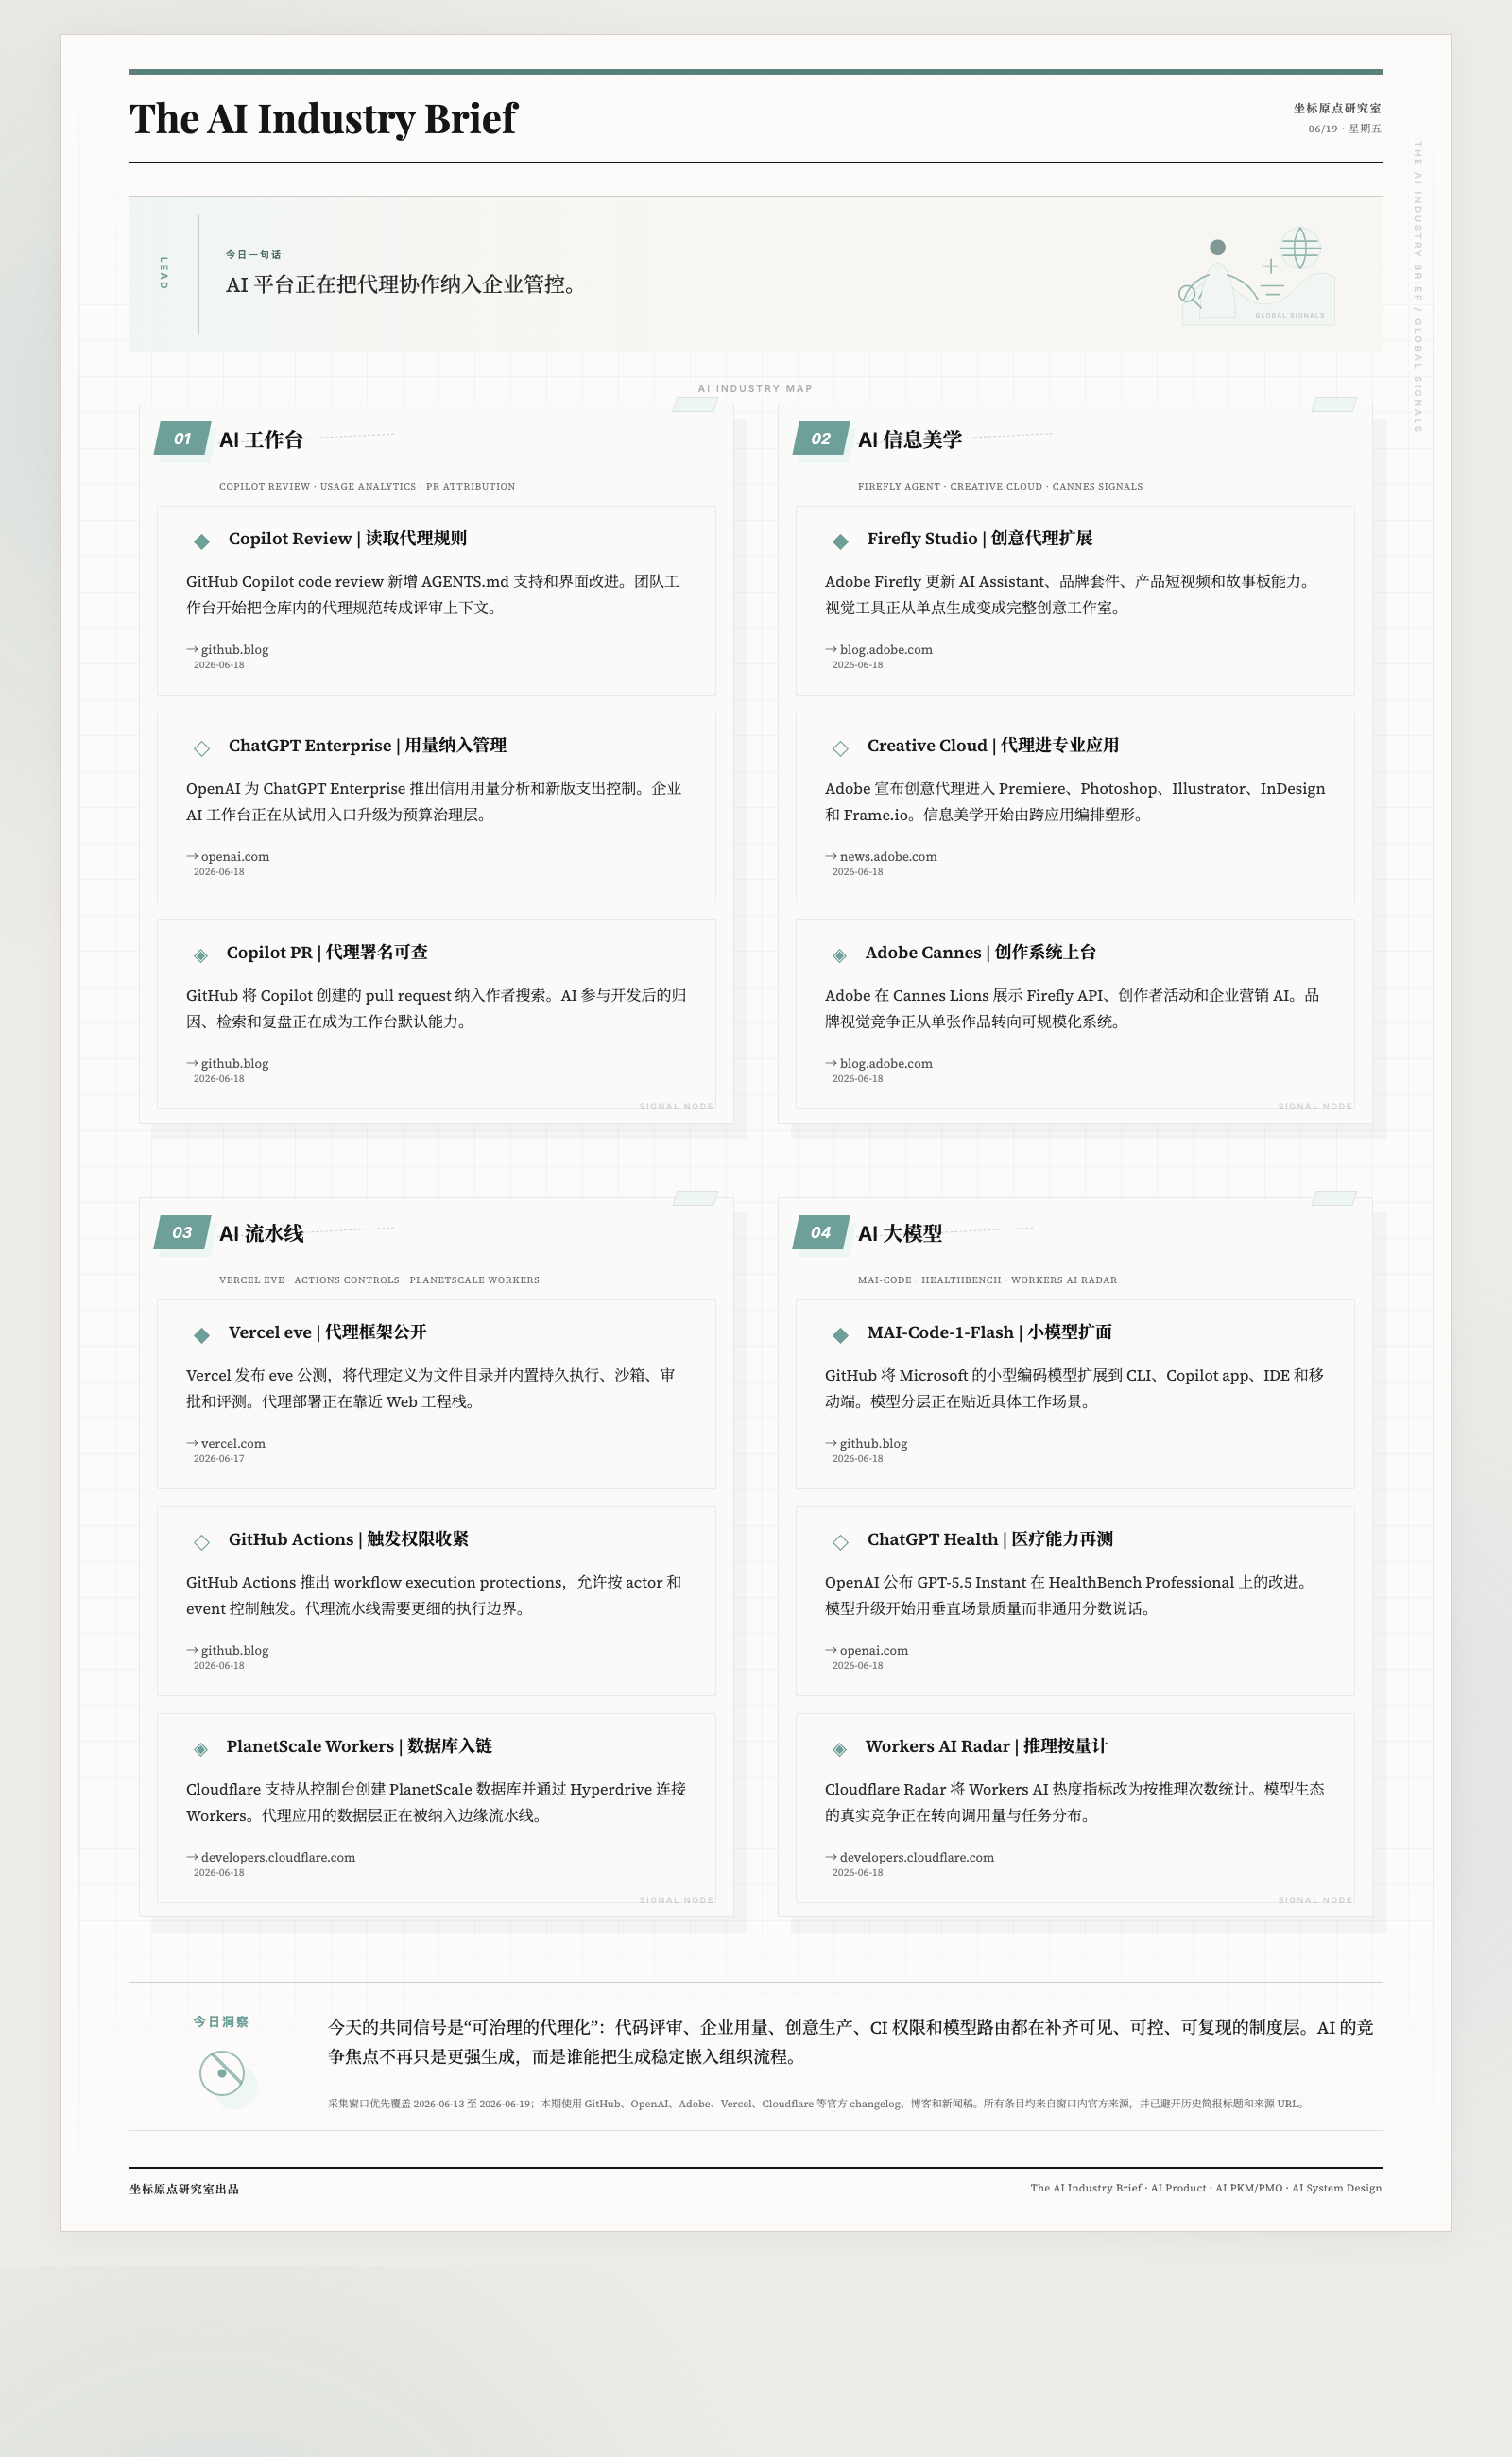 The AI Industry Brief
坐标原点研究室
06/19 · 星期五
THE AI INDUSTRY BRIEF / GLOBAL SIGNALS
LEAD
今日一句话
AI 平台正在把代理协作纳入企业管控。
GLOBAL SIGNALS
AI INDUSTRY MAP
01
AI 工作台
COPILOT REVIEW · USAGE ANALYTICS · PR ATTRIBUTION
◆ Copilot Review | 读取代理规则
GitHub Copilot code review 新增 AGENTS.md 支持和界面改进。团队工
作台开始把仓库内的代理规范转成评审上下文。
→ github.blog
2026-06-18
◇ ChatGPT Enterprise | 用量纳入管理
OpenAI 为 ChatGPT Enterprise 推出信用用量分析和新版支出控制。企业
AI 工作台正在从试用入口升级为预算治理层。
→ openai.com
2026-06-18
◈ Copilot PR | 代理署名可查
GitHub 将 Copilot 创建的 pull request 纳入作者搜索。AI 参与开发后的归
因、检索和复盘正在成为工作台默认能力。
→ github.blog
2026-06-18
SIGNAL NODE
02
AI 信息美学
FIREFLY AGENT · CREATIVE CLOUD · CANNES SIGNALS
◆ Firefly Studio | 创意代理扩展
Adobe Firefly 更新 AI Assistant、品牌套件、产品短视频和故事板能力。
视觉工具正从单点生成变成完整创意工作室。
→ blog.adobe.com
2026-06-18
◇ Creative Cloud | 代理进专业应用
Adobe 宣布创意代理进入 Premiere、Photoshop、Illustrator、InDesign
和 Frame.io。信息美学开始由跨应用编排塑形。
→ news.adobe.com
2026-06-18
◈ Adobe Cannes | 创作系统上台
Adobe 在 Cannes Lions 展示 Firefly API、创作者活动和企业营销 AI。品
牌视觉竞争正从单张作品转向可规模化系统。
→ blog.adobe.com
2026-06-18
SIGNAL NODE
03
AI 流水线
VERCEL EVE · ACTIONS CONTROLS · PLANETSCALE WORKERS
◆ Vercel eve | 代理框架公开
Vercel 发布 eve 公测，将代理定义为文件目录并内置持久执行、沙箱、审
批和评测。代理部署正在靠近 Web 工程栈。
→ vercel.com
2026-06-17
◇ GitHub Actions | 触发权限收紧
GitHub Actions 推出 workflow execution protections，允许按 actor 和
event 控制触发。代理流水线需要更细的执行边界。
→ github.blog
2026-06-18
◈ PlanetScale Workers | 数据库入链
Cloudflare 支持从控制台创建 PlanetScale 数据库并通过 Hyperdrive 连接
Workers。代理应用的数据层正在被纳入边缘流水线。
→ developers.cloudflare.com
2026-06-18
SIGNAL NODE
04
AI 大模型
MAI-CODE · HEALTHBENCH · WORKERS AI RADAR
◆ MAI-Code-1-Flash | 小模型扩面
GitHub 将 Microsoft 的小型编码模型扩展到 CLI、Copilot app、IDE 和移
动端。模型分层正在贴近具体工作场景。
→ github.blog
2026-06-18
◇ ChatGPT Health | 医疗能力再测
OpenAI 公布 GPT-5.5 Instant 在 HealthBench Professional 上的改进。
模型升级开始用垂直场景质量而非通用分数说话。
→ openai.com
2026-06-18
◈ Workers AI Radar | 推理按量计
Cloudflare Radar 将 Workers AI 热度指标改为按推理次数统计。模型生态
的真实竞争正在转向调用量与任务分布。
→ developers.cloudflare.com
2026-06-18
SIGNAL NODE
今日洞察
今天的共同信号是“可治理的代理化”：代码评审、企业用量、创意生产、CI 权限和模型路由都在补齐可见、可控、可复现的制度层。AI 的竞
争焦点不再只是更强生成，而是谁能把生成稳定嵌入组织流程。
采集窗口优先覆盖 2026-06-13 至 2026-06-19；本期使用 GitHub、OpenAI、Adobe、Vercel、Cloudflare 等官方 changelog、博客和新闻稿。所有条目均来自窗口内官方来源，并已避开历史简报标题和来源 URL。
坐标原点研究室出品
The AI Industry Brief · AI Product · AI PKM/PMO · AI System Design